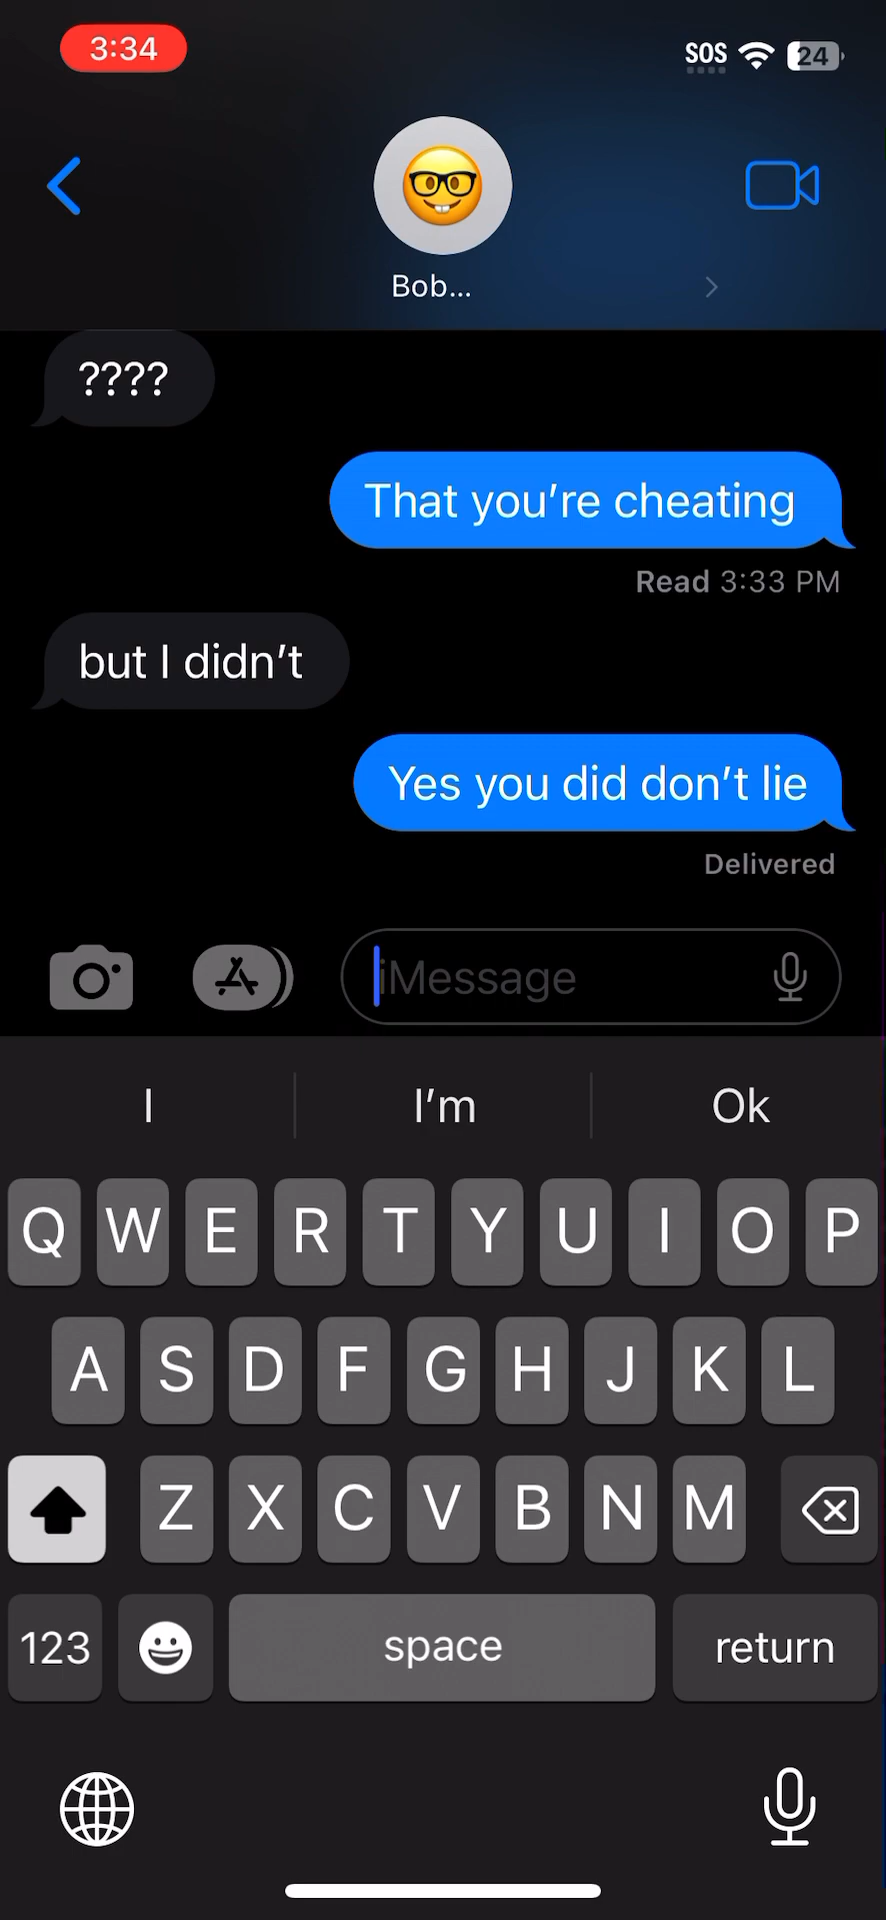 3:34
SOS
24
Bob...
????
That you're cheating
Read 3:33 PM
but I didn't
Yes you did don't lie
Delivered
iMessage
I
I'm
Ok
Q W E R T Y U I O P
A S D F G H J K L
Z X C V B N M
123
space
return